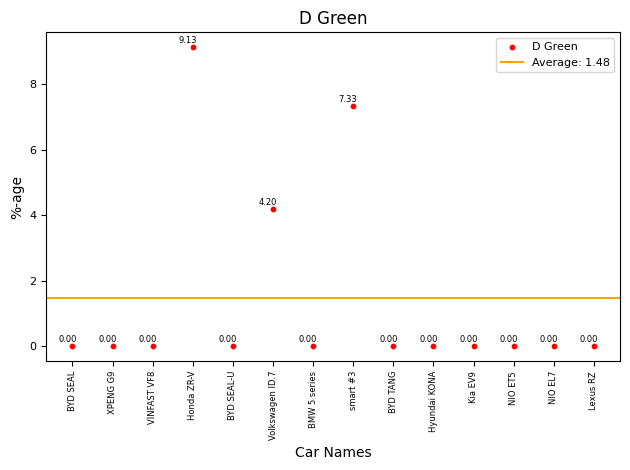 D Green
9.13
D Green
Average: 1.48
8
7.33
6
%-age
4.20
4
2
0.00 0.00 0.00 0.00 0.00 0.00 0.00 0.00 0.00 0.00 0.00
0
BYD SEAL
XPENG G9
VINFAST VF8
Honda ZR-V
BYD SEAL-U
Volkswagen ID.7
BMW 5 series
smart #3
BYD TANG
Hyundai KONA
Kia EV9
NIO ET5
NIO EL7
Lexus RZ
Car Names